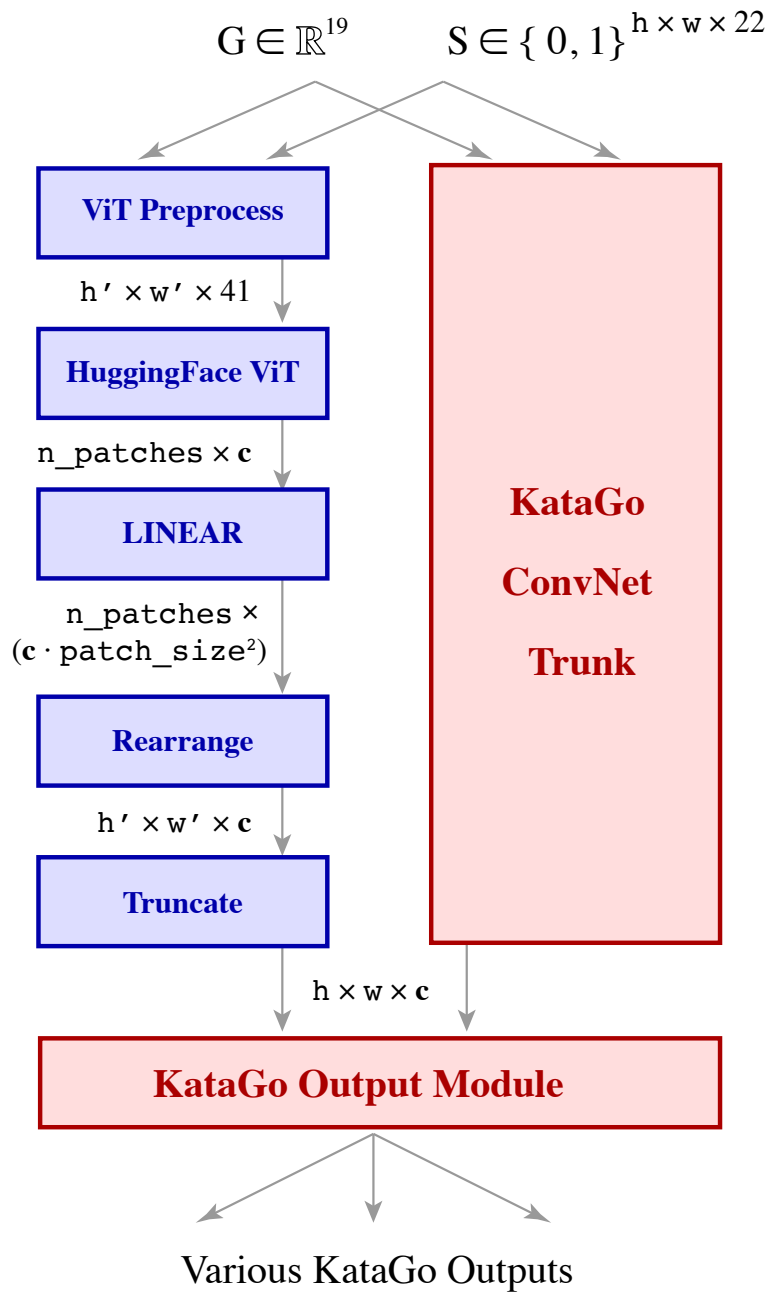 G ∈ ℝ¹⁹
S ∈ { 0, 1}ʰ ˣ ʷ ˣ ²²
ViT Preprocess
h′ × w′ × 41
HuggingFace ViT
n_patches × c
LINEAR
n_patches ×
(c · patch_size²)
Rearrange
h′ × w′ × c
Truncate
KataGo
ConvNet
Trunk
h × w × c
KataGo Output Module
Various KataGo Outputs